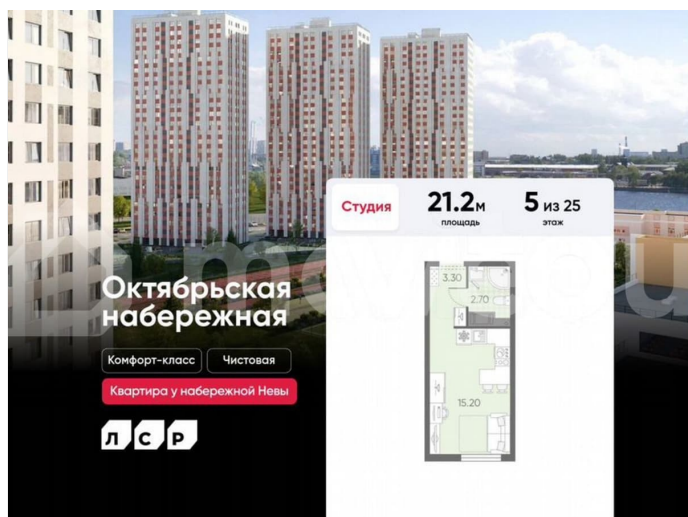 Студия
21.2м
площадь
5 из 25
этаж
3.30
2.70
15.20
Октябрьская
набережная
Комфорт-класс
Чистовая
Квартира у набережной Невы
ЛСР